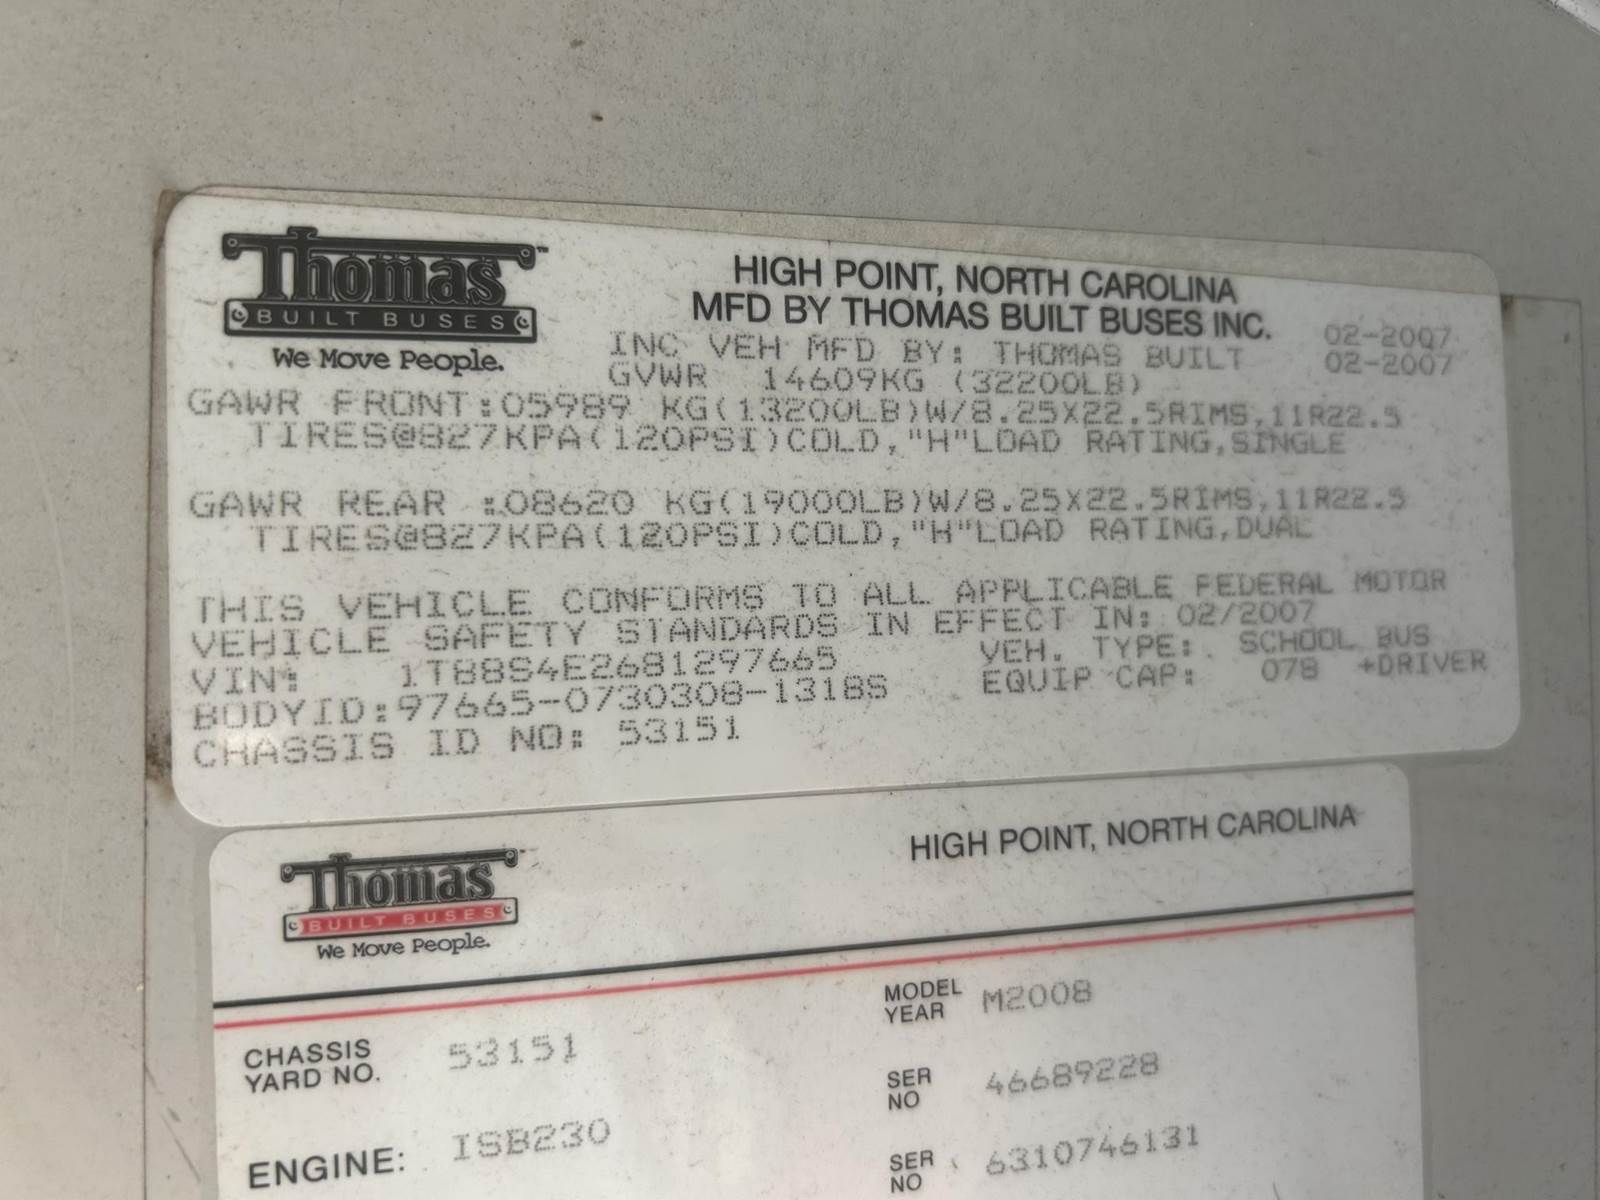 Thomas™
BUILT BUSES
We Move People.
HIGH POINT, NORTH CAROLINA
MFD BY THOMAS BUILT BUSES INC. 02-2007
INC VEH MFD BY: THOMAS BUILT 02-2007
GVWR 14609KG (32200LB)
GAWR FRONT:05989 KG(13200LB)W/8.25X22.5RIMS,11R22.5
TIRES@827KPA(120PSI)COLD,"H"LOAD RATING,SINGLE
GAWR REAR :08620 KG(19000LB)W/8.25X22.5RIMS,11R22.5
TIRES@827KPA(120PSI)COLD,"H"LOAD RATING,DUAL
THIS VEHICLE CONFORMS TO ALL APPLICABLE FEDERAL MOTOR
VEHICLE SAFETY STANDARDS IN EFFECT IN: 02/2007
VIN: 1T88S4E2681297665 VEH. TYPE: SCHOOL BUS
BODYID:97665-0730308-1318S EQUIP CAP: 078 +DRIVER
CHASSIS ID NO: 53151
Thomas
BUILT BUSES
We Move People.
HIGH POINT, NORTH CAROLINA
CHASSIS YARD NO. 53151 MODEL YEAR M2008
SER NO 46689228
ENGINE: ISB230 SER NO 6310746131